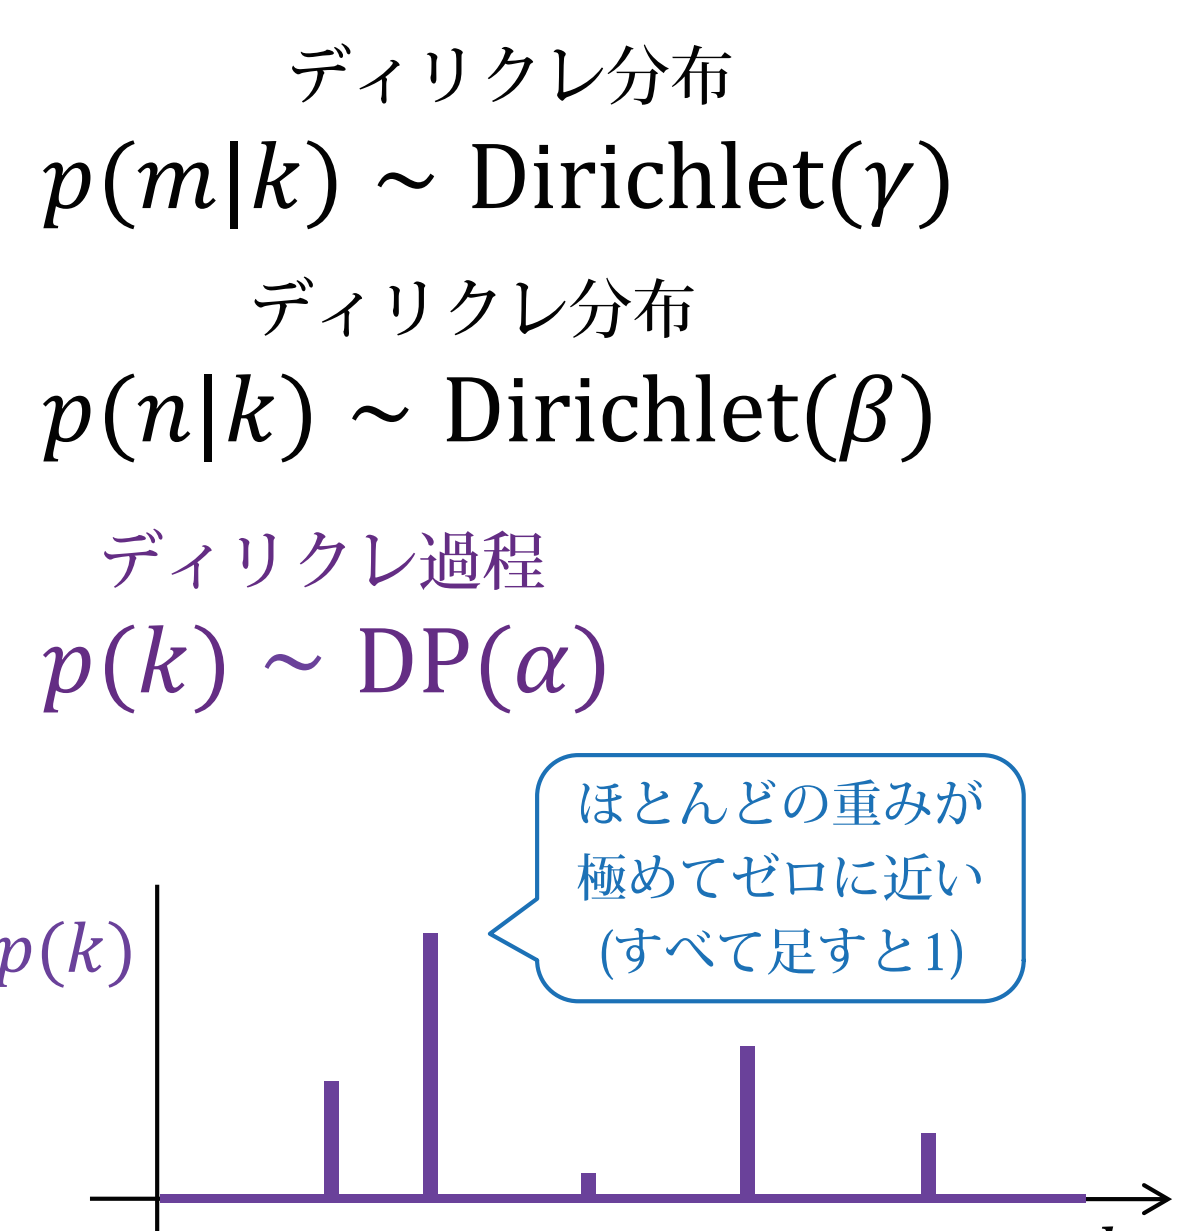 ディリクレ分布
p(m|k) ~ Dirichlet(γ)
ディリクレ分布
p(n|k) ~ Dirichlet(β)
ディリクレ過程
p(k) ~ DP(α)
ほとんどの重みが
極めてゼロに近い
(すべて足すと1)
p(k)